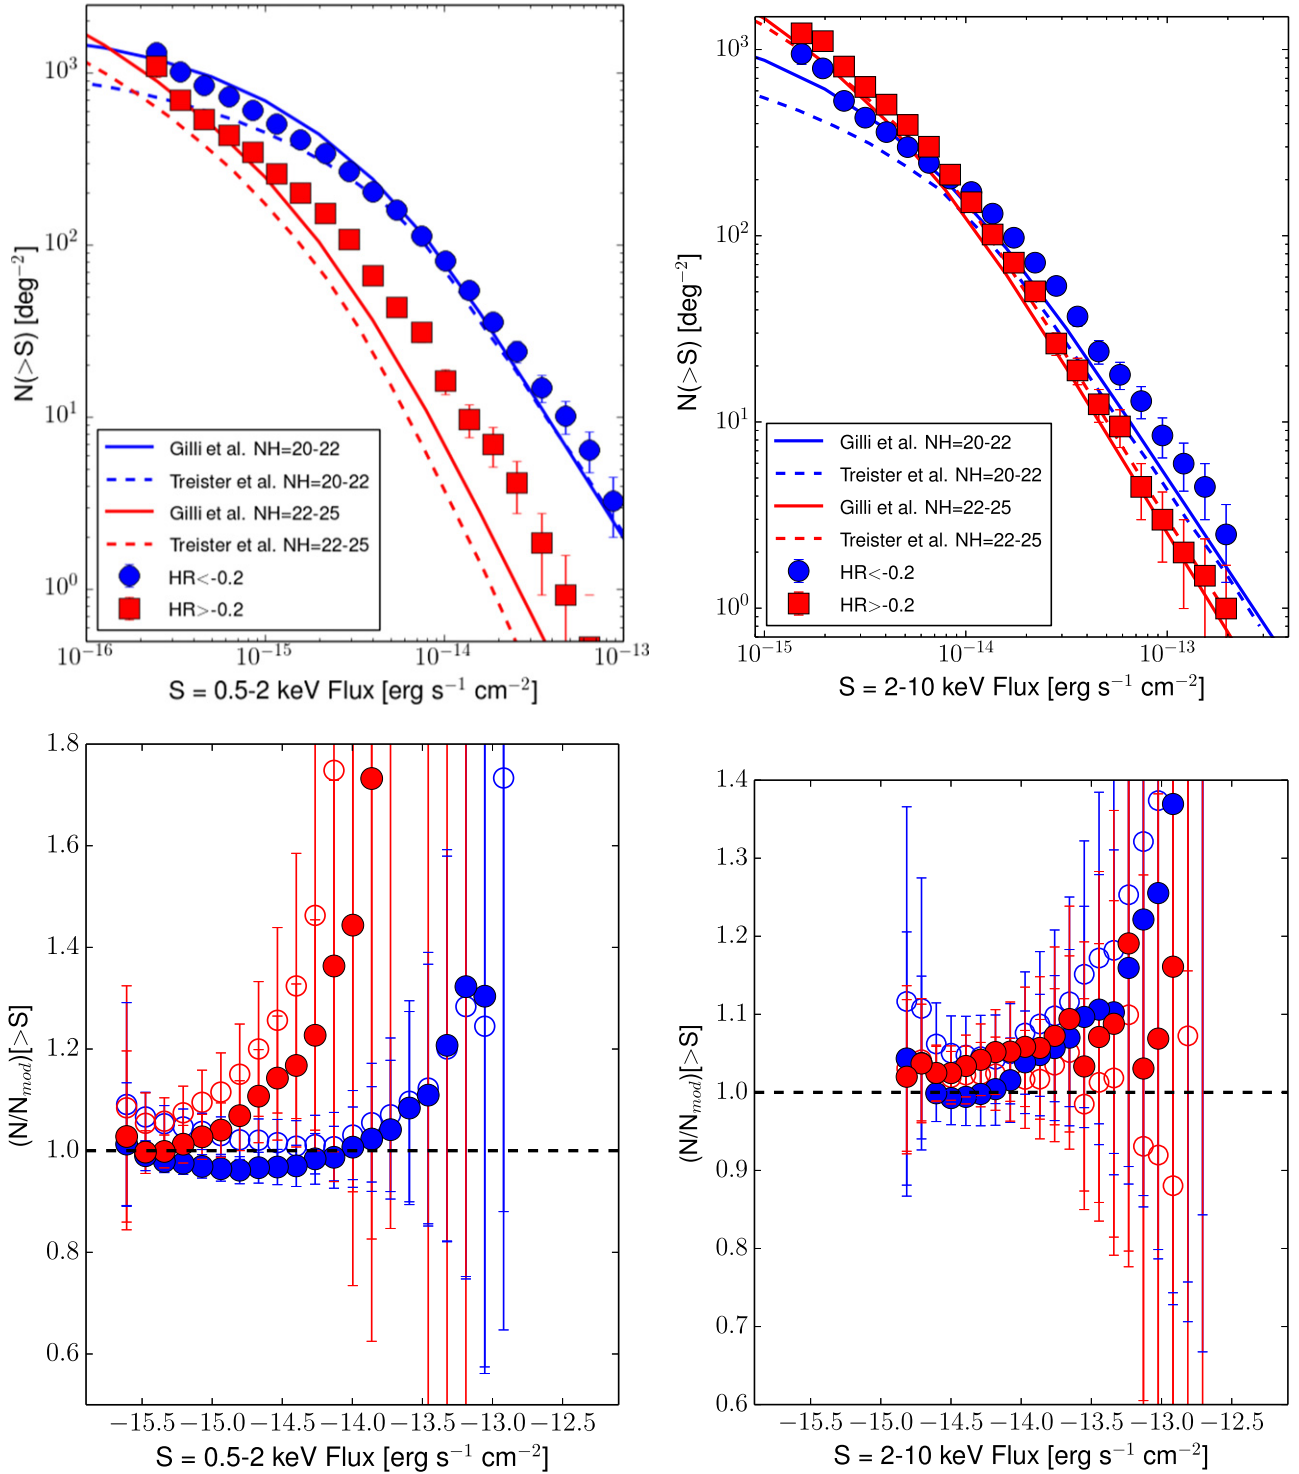 10³
10²
10¹
10⁰
N(>S) [deg⁻²]
Gilli et al. NH=20-22
Treister et al. NH=20-22
Gilli et al. NH=22-25
Treister et al. NH=22-25
HR<-0.2
HR>-0.2
10⁻¹⁶ 10⁻¹⁵ 10⁻¹⁴ 10⁻¹³
S = 0.5-2 keV Flux [erg s⁻¹ cm⁻²]
10³
10²
10¹
10⁰
N(>S) [deg⁻²]
Gilli et al. NH=20-22
Treister et al. NH=20-22
Gilli et al. NH=22-25
Treister et al. NH=22-25
HR<-0.2
HR>-0.2
10⁻¹⁵ 10⁻¹⁴ 10⁻¹³
S = 2-10 keV Flux [erg s⁻¹ cm⁻²]
1.8
1.6
1.4
1.2
1.0
0.8
0.6
(N/N_mod)[>S]
−15.5 −15.0 −14.5 −14.0 −13.5 −13.0 −12.5
S = 0.5-2 keV Flux [erg s⁻¹ cm⁻²]
1.4
1.3
1.2
1.1
1.0
0.9
0.8
0.7
0.6
(N/N_mod)[>S]
−15.5 −15.0 −14.5 −14.0 −13.5 −13.0 −12.5
S = 2-10 keV Flux [erg s⁻¹ cm⁻²]